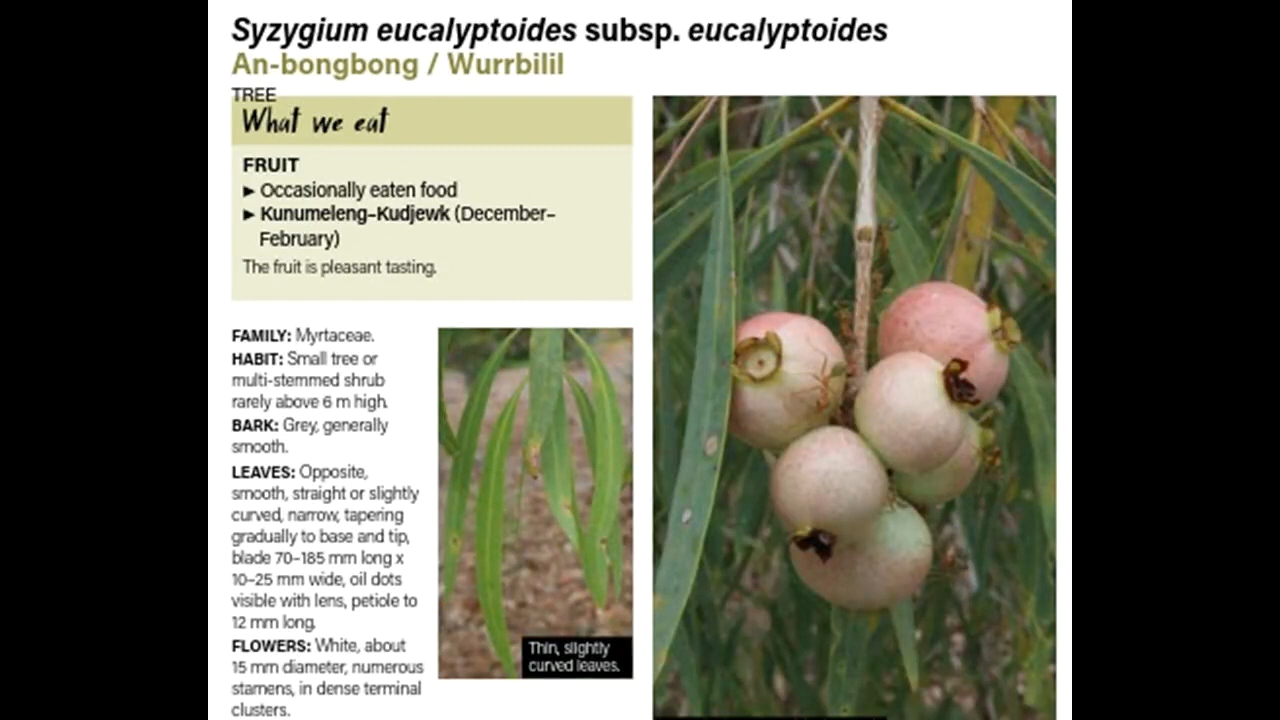 Syzygium eucalyptoides subsp. eucalyptoides
An-bongbong / Wurrbilil
TREE
What we eat
FRUIT
► Occasionally eaten food
► Kunumeleng–Kudjewk (December–
February)
The fruit is pleasant tasting.
FAMILY: Myrtaceae.
HABIT: Small tree or
multi-stemmed shrub
rarely above 6 m high.
BARK: Grey, generally
smooth.
LEAVES: Opposite,
smooth, straight or slightly
curved, narrow, tapering
gradually to base and tip,
blade 70–185 mm long x
10–25 mm wide, oil dots
visible with lens, petiole to
12 mm long.
FLOWERS: White, about
15 mm diameter, numerous
stamens, in dense terminal
clusters.
Thin, slightly
curved leaves.